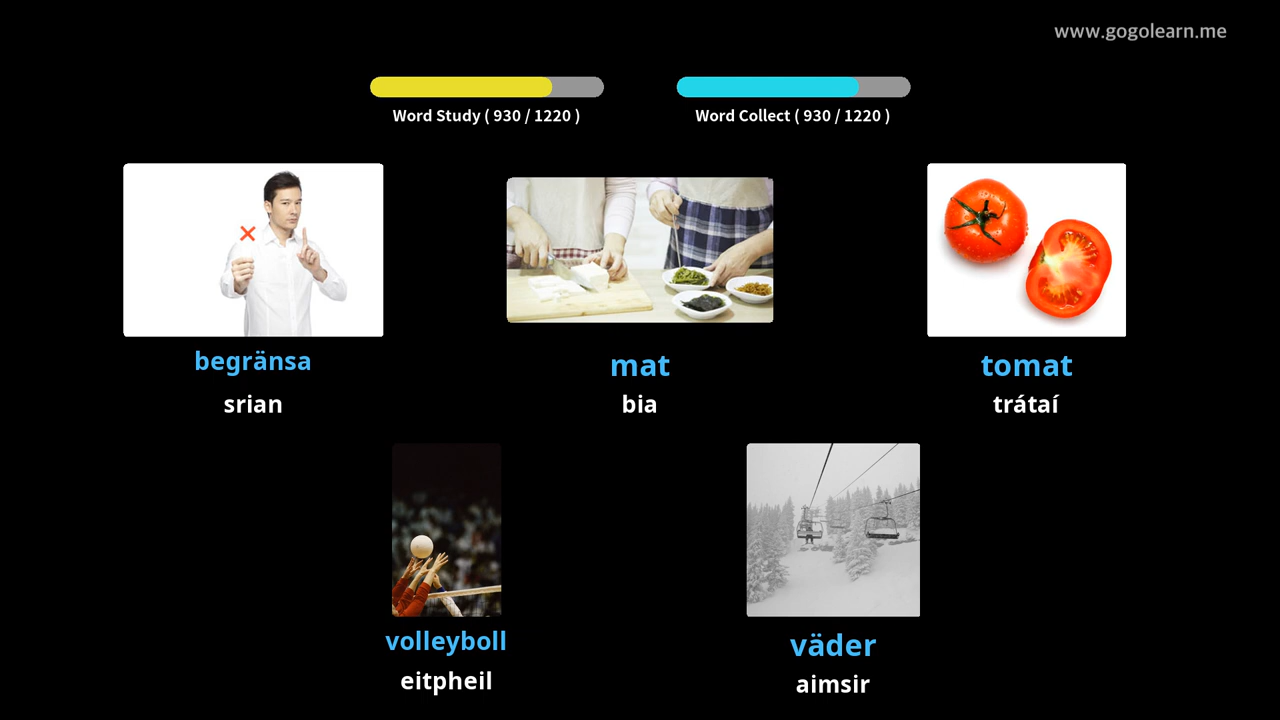 www.gogolearn.me
Word Study ( 930 / 1220 )
Word Collect ( 930 / 1220 )
begränsa
srian
mat
bia
tomat
trátaí
volleyboll
eitpheil
väder
aimsir